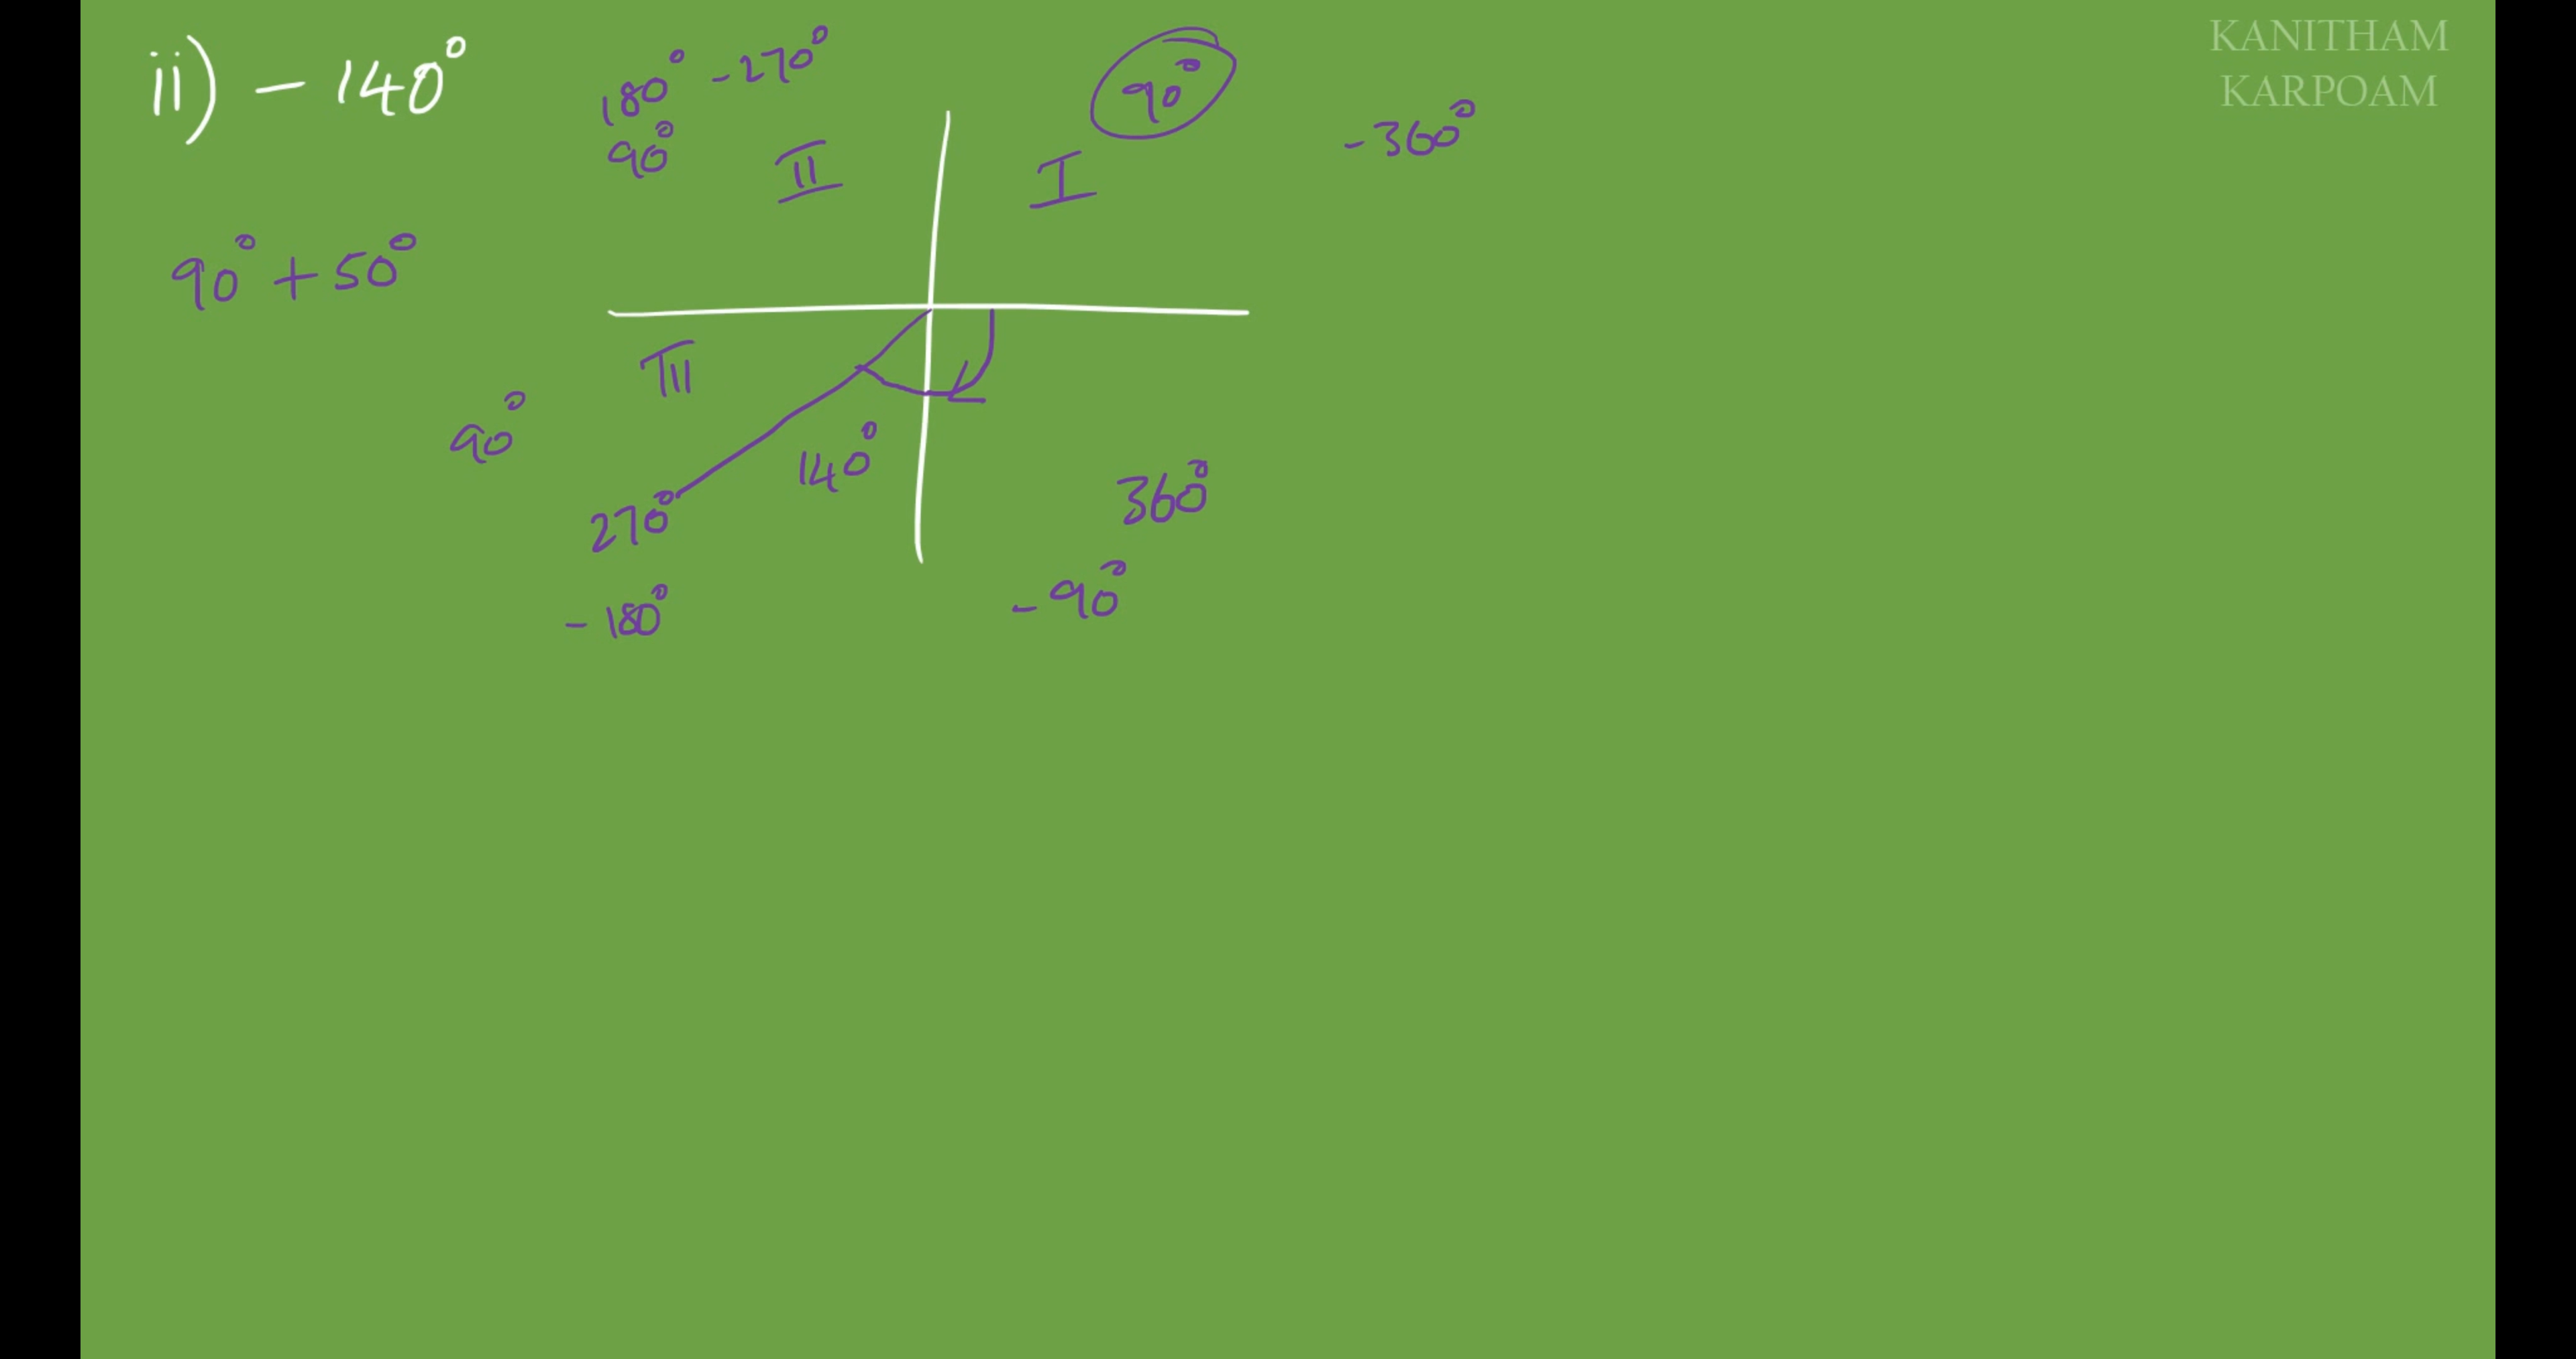 ii) - 140°
180° - 270°
90°
90°
- 360°
KANITHAM
KARPOAM
II
I
90° + 50°
III
90°
140°
270°
360°
- 180°
- 90°